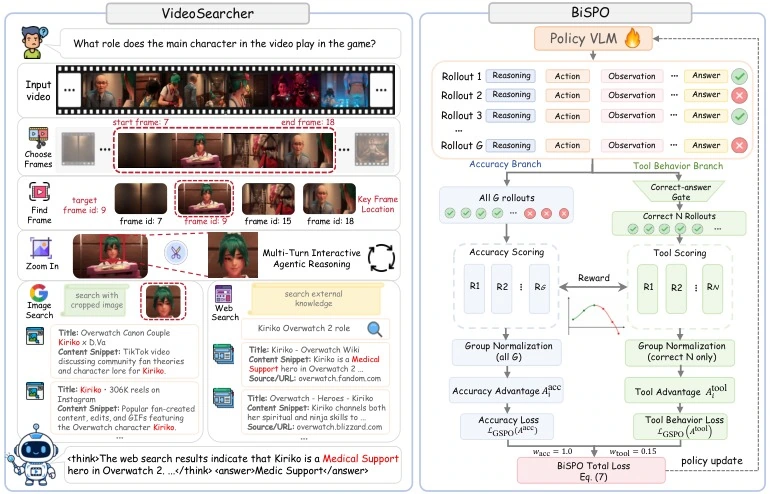 VideoSearcher
What role does the main character in the video play in the game?
Input
video
...
...
start frame: 7
end frame: 18
Choose
Frames
...
...
Find
Frame
target
frame id: 9
frame id: 7
frame id: 9
frame id: 15
frame id: 18
Key Frame
Location
Zoom In
Multi-Turn Interactive
Agentic Reasoning
Image
Search
search with
cropped image
Title: Overwatch Canon Couple
Kiriko x D.Va
Content Snippet: TikTok video
discussing community fan theories
and character lore for Kiriko.
Title: Kiriko · 306K reels on
Instagram
Content Snippet: Popular fan-created
content, edits, and GIFs featuring
the Overwatch character Kiriko.
...
Web
Search
search external
knowledge
Kiriko Overwatch 2 role
Title: Kiriko - Overwatch Wiki
Content Snippet: Kiriko is a Medical
Support hero in Overwatch 2 ...
Source/URL: overwatch.fandom.com
Title: Overwatch - Heroes - Kiriko
Content Snippet: Kiriko channels both
her spiritual and ninja skills to ...
Source/URL: overwatch.blizzard.com
...
<think>The web search results indicate that Kiriko is a Medical Support
hero in Overwatch 2. ...</think> <answer>Medic Support</answer>
BiSPO
Policy VLM
Rollout 1 Reasoning Action Observation ... Answer
Rollout 2 Reasoning Action Observation ... Answer
Rollout 3 Reasoning Action Observation ... Answer
...
Rollout G Reasoning Action Observation ... Answer
Accuracy Branch
Tool Behavior Branch
All G rollouts
...
Correct-answer
Gate
Correct N Rollouts
...
Accuracy Scoring
R1 R2 ⋮ RG
Reward
Tool Scoring
R1 R2 ⋮ RN
Group Normalization
(all G)
Group Normalization
(correct N only)
Accuracy Advantage A_i^acc
Tool Advantage A_i^tool
Accuracy Loss
ℒ_GSPO(A^acc)
Tool Behavior Loss
ℒ_GSPO(A^tool)
w_acc = 1.0
w_tool = 0.15
BiSPO Total Loss
Eq. (7)
policy update